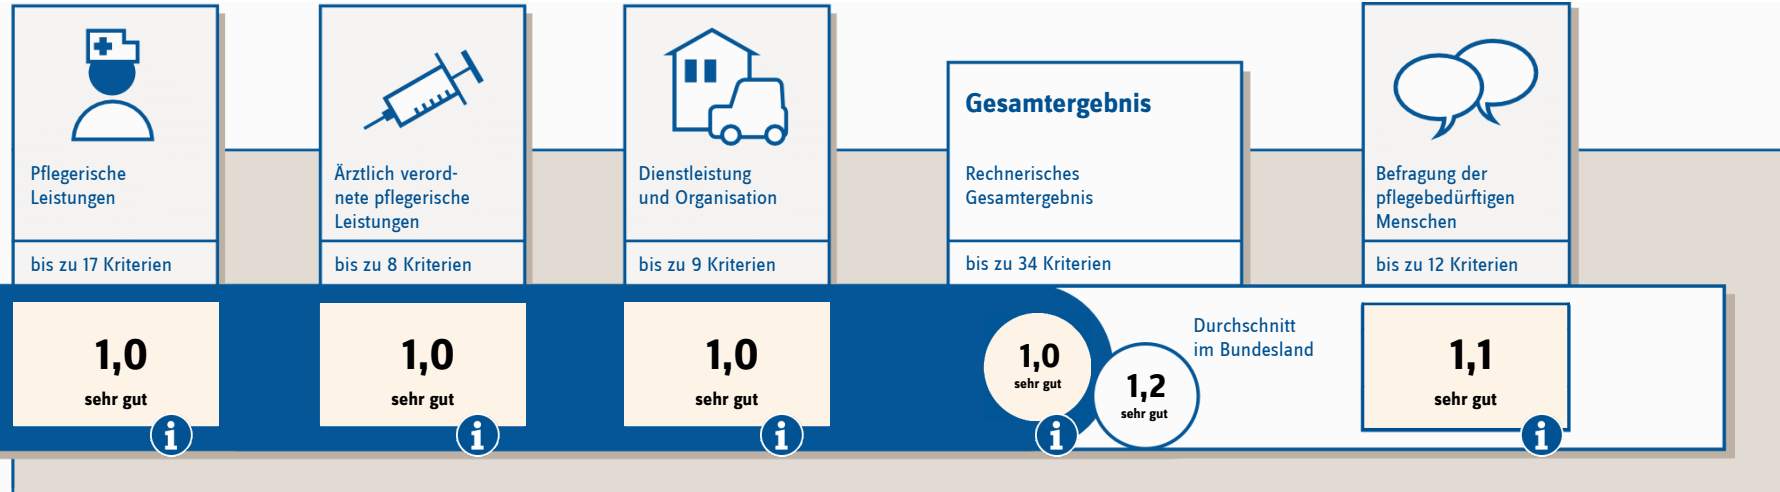 Pflegerische
Leistungen
bis zu 17 Kriterien
1,0
sehr gut
i
Ärztlich verord-
nete pflegerische
Leistungen
bis zu 8 Kriterien
1,0
sehr gut
i
Dienstleistung
und Organisation
bis zu 9 Kriterien
1,0
sehr gut
i
Gesamtergebnis
Rechnerisches
Gesamtergebnis
bis zu 34 Kriterien
1,0
sehr gut
i
Durchschnitt
im Bundesland
1,2
sehr gut
Befragung der
pflegebedürftigen
Menschen
bis zu 12 Kriterien
1,1
sehr gut
i